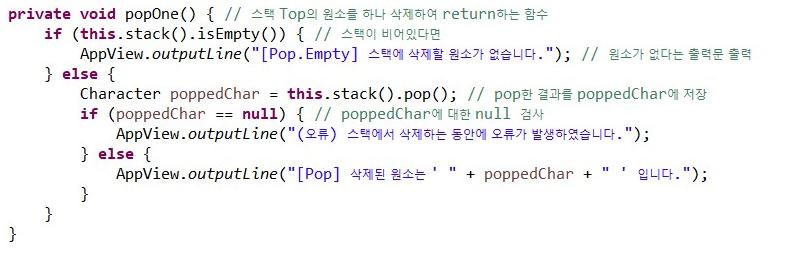 private void popOne() { // 스택 Top의 원소를 하나 삭제하여 return하는 함수
if (this.stack().isEmpty()) { // 스택이 비어있다면
AppView.outputLine("[Pop.Empty] 스택에 삭제할 원소가 없습니다."); // 원소가 없다는 출력문 출력
} else {
Character poppedChar = this.stack().pop(); // pop한 결과를 poppedChar에 저장
if (poppedChar == null) { // poppedChar에 대한 null 검사
AppView.outputLine("(오류) 스택에서 삭제하는 동안에 오류가 발생하였습니다.");
} else {
AppView.outputLine("[Pop] 삭제된 원소는 ' " + poppedChar + " ' 입니다.");
}
}
}